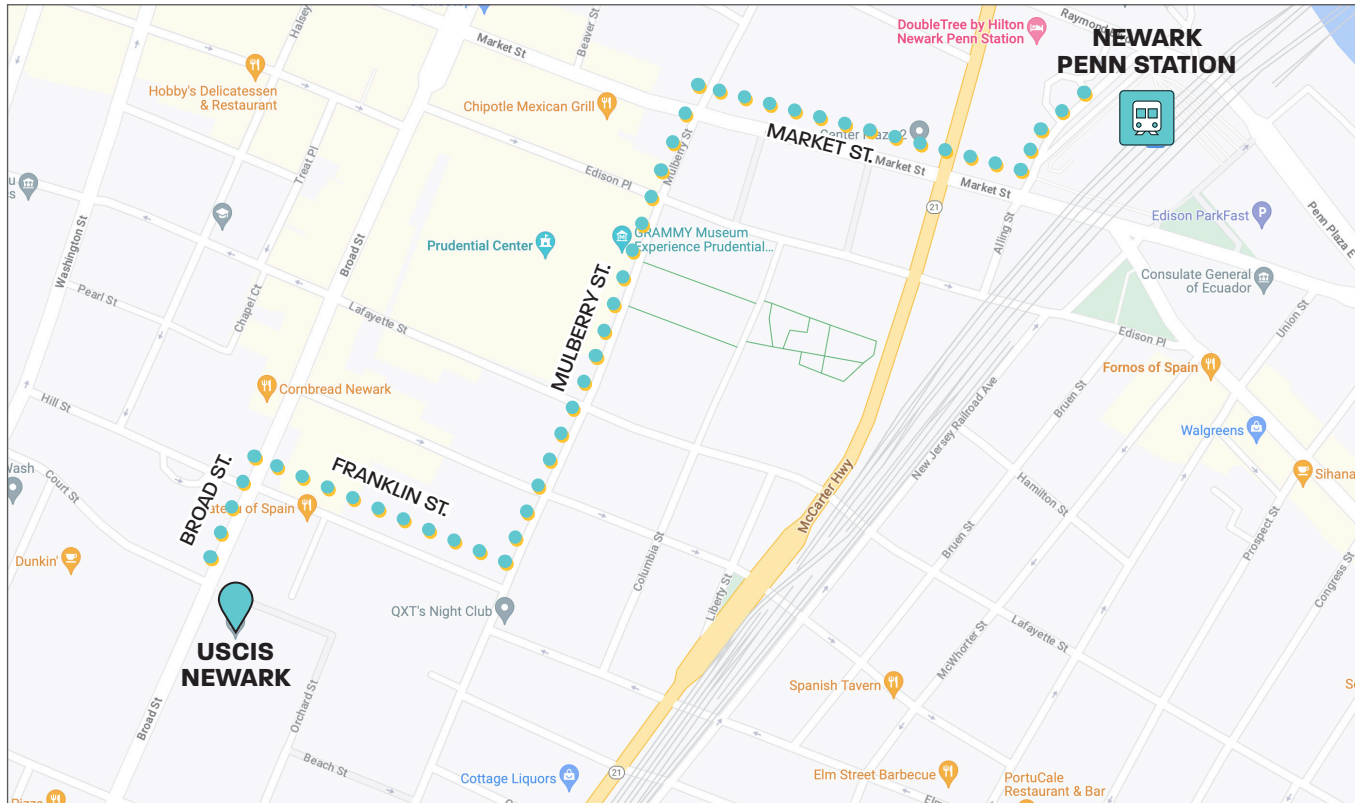 DoubleTree by Hilton
Newark Penn Station
NEWARK
PENN STATION
Market St
Beaver St
Halsey
Hobby's Delicatessen
& Restaurant
Chipotle Mexican Grill
MARKET ST.
Market St
Market St
Mulberry St
Treat Pl
Edison Pl
21
Alling St
Edison ParkFast
P
Penn Plaza E
Washington St
Broad St
Prudential Center
GRAMMY Museum
Experience Prudential...
Consulate General
of Ecuador
Union St
Pearl St
Chapel Ct
Lafayette St
MULBERRY ST.
Edison Pl
Fornos of Spain
Cornbread Newark
Bruen St
New Jersey Railroad Ave
Walgreens
Hill St
Wash
Court St
BROAD ST.
FRANKLIN ST.
of Spain
McCarter Hwy
Hamilton St
Sihana
Prospect St
Congress St
Dunkin'
Bruen St
Columbia St
Liberty St
QXT's Night Club
Lafayette St
McWhorter St
USCIS
NEWARK
Orchard St
Broad St
Spanish Tavern
Beach St
Cottage Liquors
21
Elm Street Barbecue
PortuCale
Restaurant & Bar
Pizza